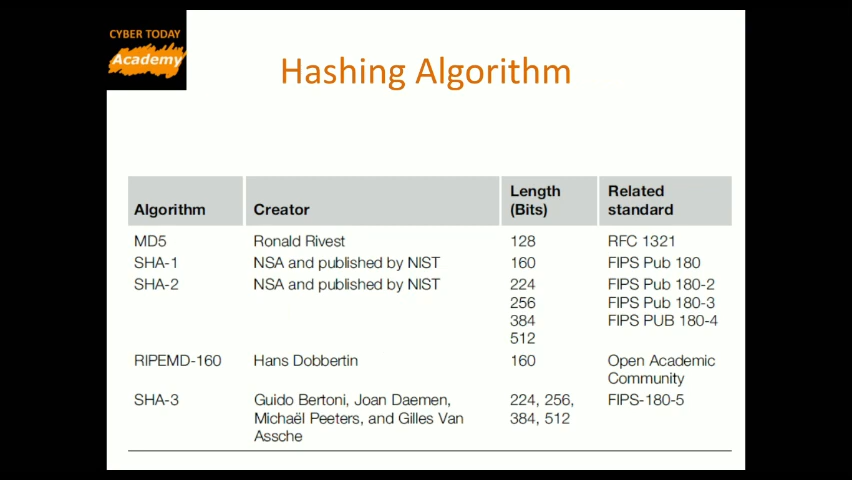 CYBER TODAY
Academy
Hashing Algorithm
Algorithm Creator Length (Bits) Related standard
MD5 Ronald Rivest 128 RFC 1321
SHA-1 NSA and published by NIST 160 FIPS Pub 180
SHA-2 NSA and published by NIST 224 FIPS Pub 180-2
256 FIPS Pub 180-3
384 FIPS PUB 180-4
512
RIPEMD-160 Hans Dobbertin 160 Open Academic
Community
SHA-3 Guido Bertoni, Joan Daemen, 224, 256, FIPS-180-5
Michaël Peeters, and Gilles Van 384, 512
Assche